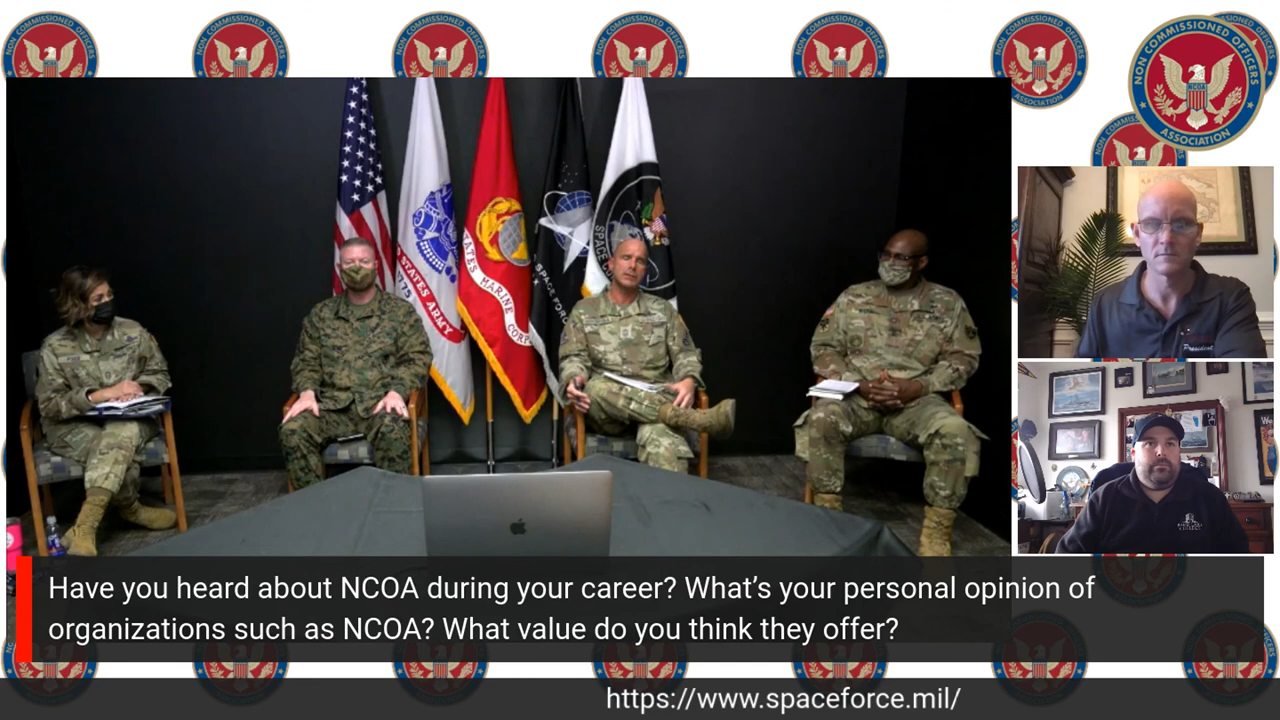 NON COMMISSIONED OFFICERS
NCOA
ASSOCIATION
STATES ARMY
1775
STATES MARINE CORPS
SPACE FORCE
SPACE
President
Have you heard about NCOA during your career? What’s your personal opinion of
organizations such as NCOA? What value do you think they offer?
https://www.spaceforce.mil/